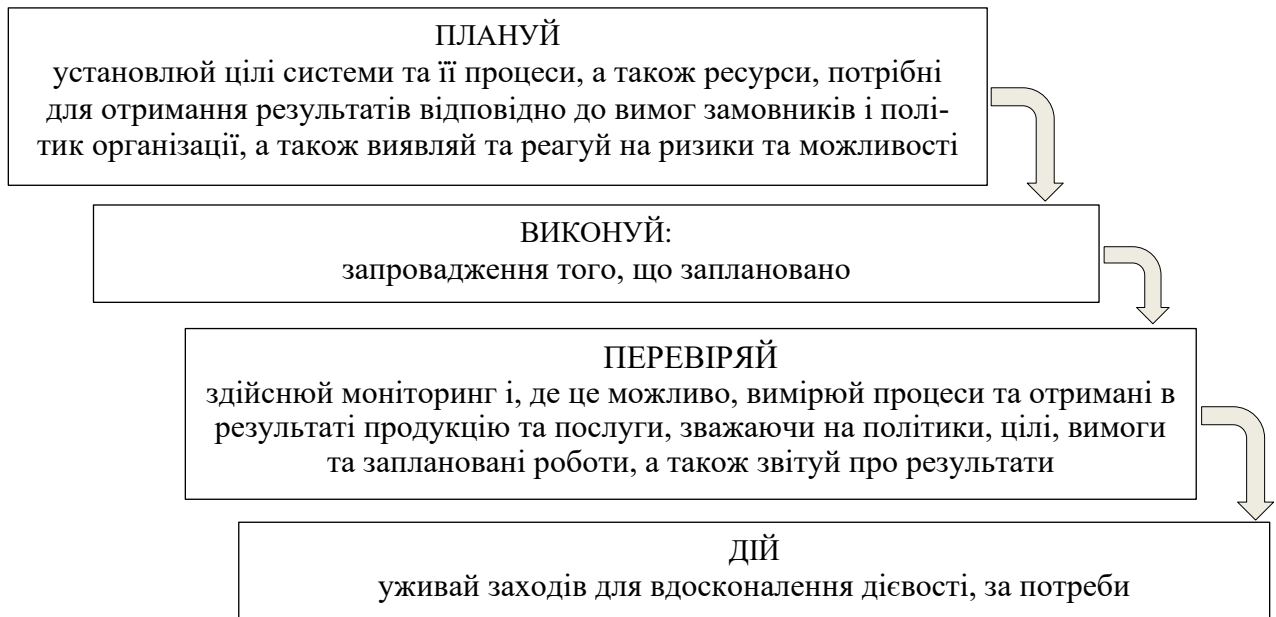 ПЛАНУЙ
установлюй цілі системи та її процеси, а також ресурси, потрібні
для отримання результатів відповідно до вимог замовників і полі-
тик організації, а також виявляй та реагуй на ризики та можливості
ВИКОНУЙ:
запровадження того, що заплановано
ПЕРЕВІРЯЙ
здійснюй моніторинг і, де це можливо, вимірюй процеси та отримані в
результаті продукцію та послуги, зважаючи на політики, цілі, вимоги
та заплановані роботи, а також звітуй про результати
ДІЙ
уживай заходів для вдосконалення дієвості, за потреби